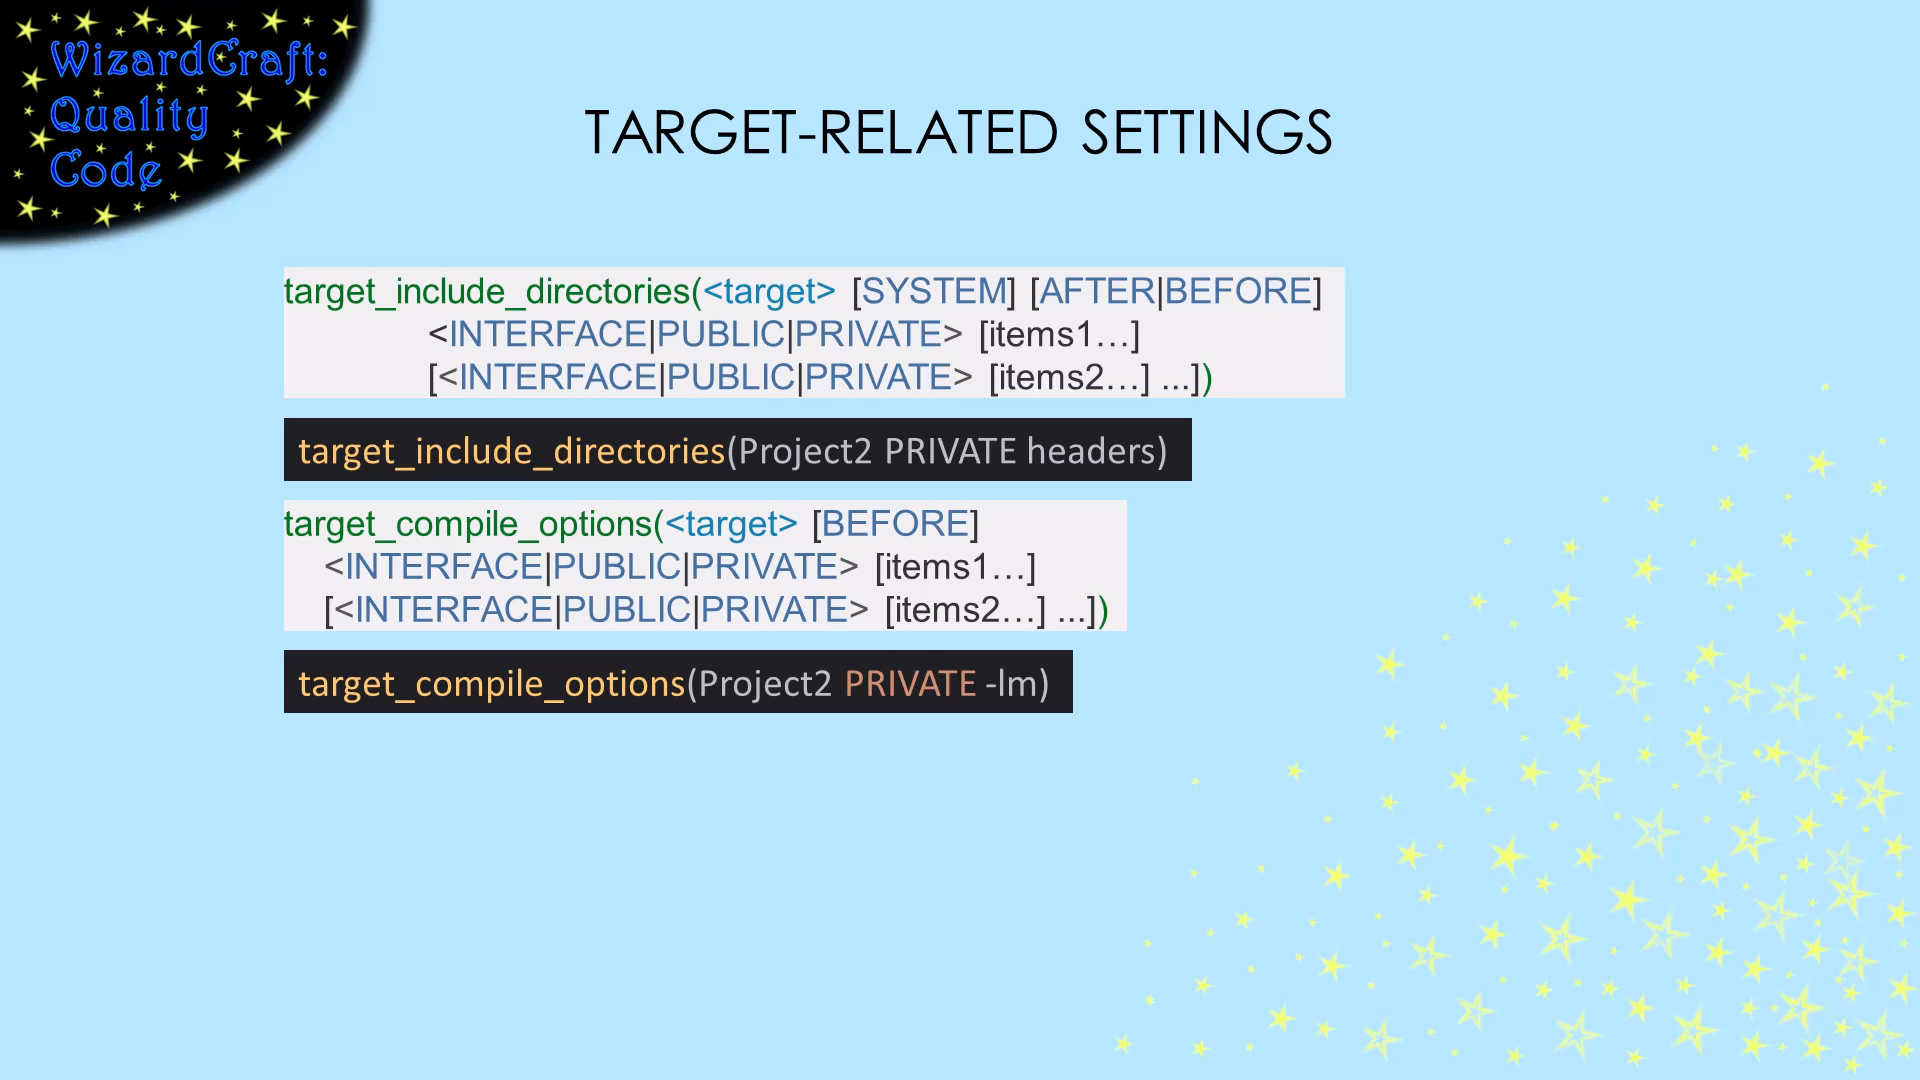 WizardCraft:
Quality
Code
TARGET-RELATED SETTINGS
target_include_directories(<target> [SYSTEM] [AFTER|BEFORE]
<INTERFACE|PUBLIC|PRIVATE> [items1…]
[<INTERFACE|PUBLIC|PRIVATE> [items2…] ...])
target_include_directories(Project2 PRIVATE headers)
target_compile_options(<target> [BEFORE]
<INTERFACE|PUBLIC|PRIVATE> [items1…]
[<INTERFACE|PUBLIC|PRIVATE> [items2…] ...])
target_compile_options(Project2 PRIVATE -lm)